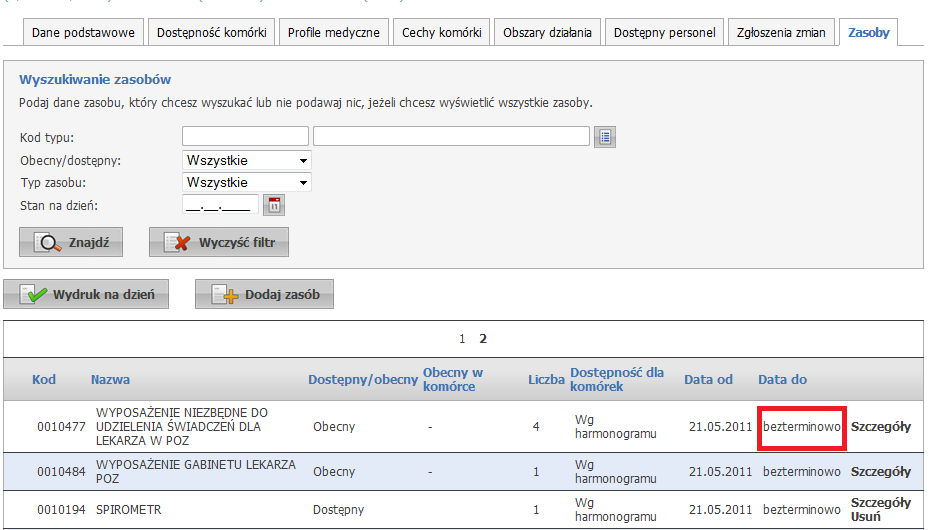 Dane podstawowe Dostępność komórki Profile medyczne Cechy komórki Obszary działania Dostępny personel Zgłoszenia zmian Zasoby
Wyszukiwanie zasobów
Podaj dane zasobu, który chcesz wyszukać lub nie podawaj nic, jeżeli chcesz wyświetlić wszystkie zasoby.
Kod typu:
Obecny/dostępny: Wszystkie
Typ zasobu: Wszystkie
Stan na dzień: __.__.____
Znajdź Wyczyść filtr
Wydruk na dzień Dodaj zasób
1 2
Kod Nazwa Dostępny/obecny Obecny w komórce Liczba Dostępność dla komórek Data od Data do
0010477 WYPOSAŻENIE NIEZBĘDNE DO UDZIELENIA ŚWIADCZEŃ DLA LEKARZA W POZ Obecny - 4 Wg harmonogramu 21.05.2011 bezterminowo Szczegóły
0010484 WYPOSAŻENIE GABINETU LEKARZA POZ Obecny - 1 Wg harmonogramu 21.05.2011 bezterminowo Szczegóły
0010194 SPIROMETR Dostępny 1 Wg harmonogramu 21.05.2011 bezterminowo Szczegóły Usuń